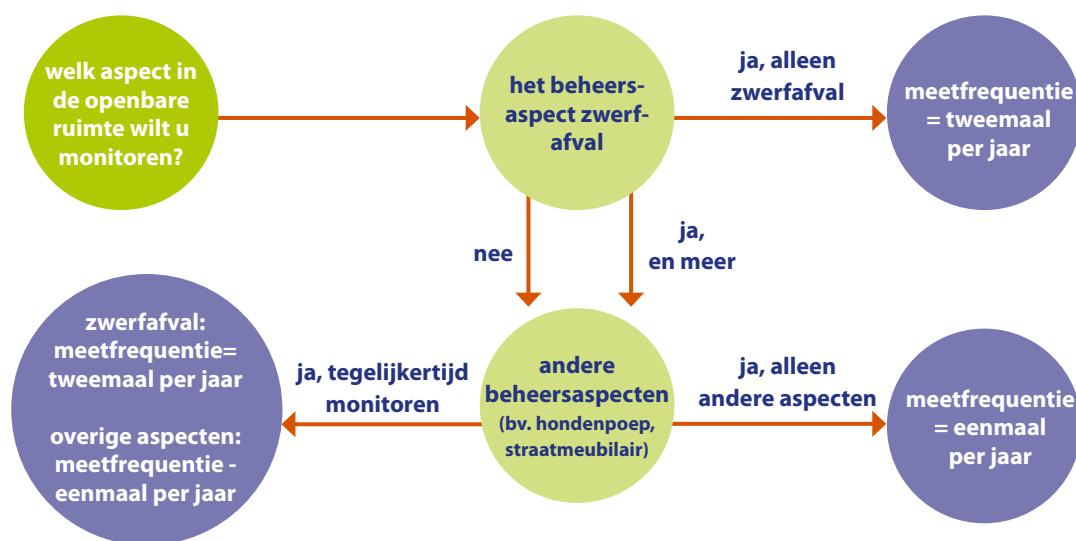 welk aspect in
de openbare
ruimte wilt u
monitoren?
het beheers-
aspect zwerf-
afval
ja, alleen
zwerfafval
meetfrequentie
= tweemaal
per jaar
nee
ja,
en meer
zwerfafval:
meetfrequentie=
tweemaal per jaar
overige aspecten:
meetfrequentie -
eenmaal per jaar
ja, tegelijkertijd
monitoren
andere
beheersaspecten
(bv. hondenpoep,
straatmeubilair)
ja, alleen
andere aspecten
meetfrequentie
= eenmaal
per jaar